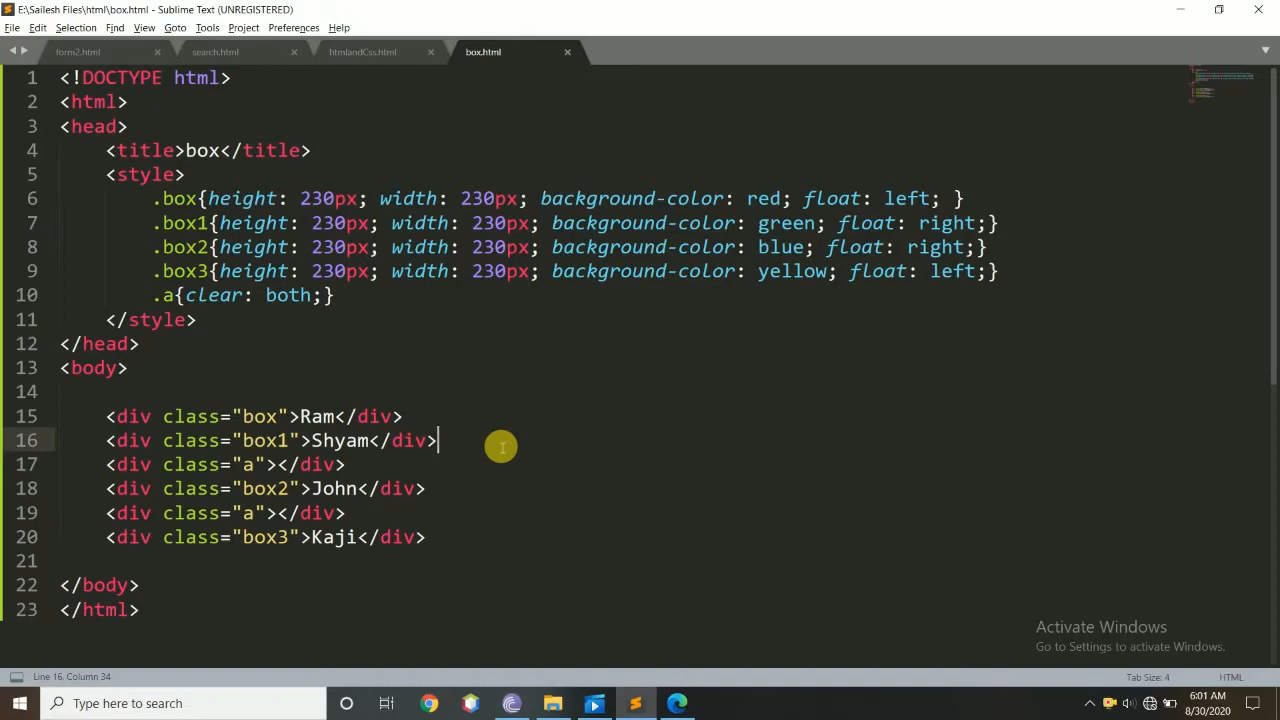 E:\Sailesh Files\html\box.html - Sublime Text (UNREGISTERED)
File Edit Selection Find View Goto Tools Project Preferences Help
form2.html search.html htmlandCss.html box.html
1 <!DOCTYPE html>
2 <html>
3 <head>
4 <title>box</title>
5 <style>
6 .box{height: 230px; width: 230px; background-color: red; float: left; }
7 .box1{height: 230px; width: 230px; background-color: green; float: right;}
8 .box2{height: 230px; width: 230px; background-color: blue; float: right;}
9 .box3{height: 230px; width: 230px; background-color: yellow; float: left;}
10 .a{clear: both;}
11 </style>
12 </head>
13 <body>
14
15 <div class="box">Ram</div>
16 <div class="box1">Shyam</div>
17 <div class="a"></div>
18 <div class="box2">John</div>
19 <div class="a"></div>
20 <div class="box3">Kaji</div>
21
22 </body>
23 </html>
Activate Windows
Go to Settings to activate Windows.
Line 16, Column 34 Tab Size: 4 HTML
Type here to search
6:01 AM
8/30/2020